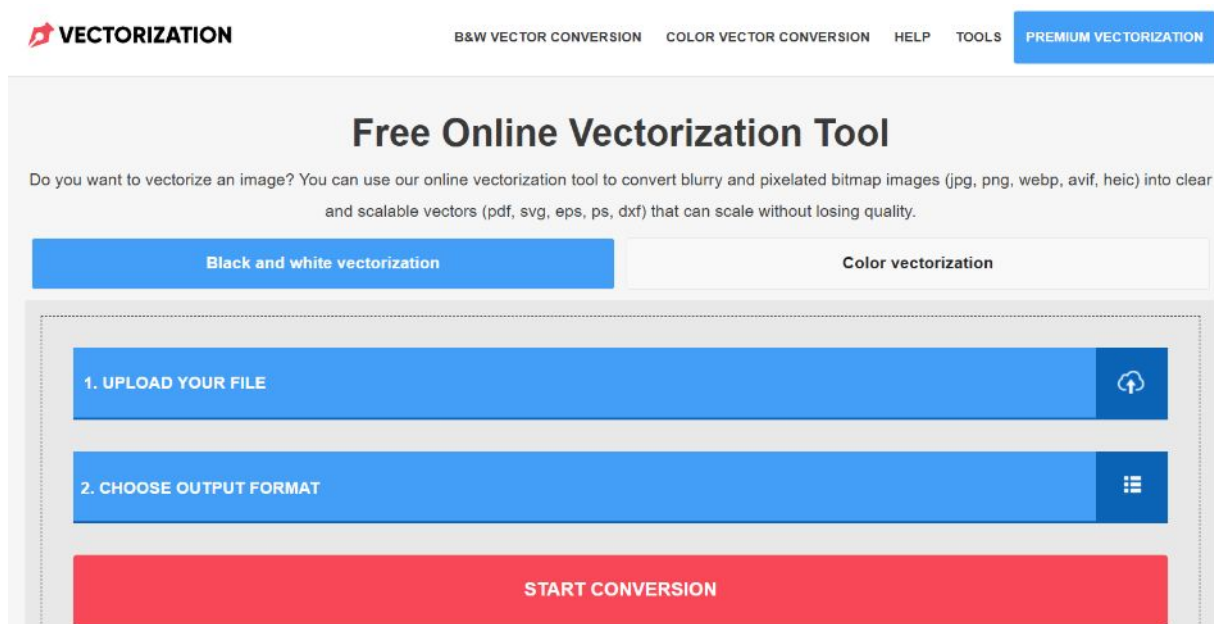 VECTORIZATION
B&W VECTOR CONVERSION COLOR VECTOR CONVERSION HELP TOOLS PREMIUM VECTORIZATION
Free Online Vectorization Tool
Do you want to vectorize an image? You can use our online vectorization tool to convert blurry and pixelated bitmap images (jpg, png, webp, avif, heic) into clear
and scalable vectors (pdf, svg, eps, ps, dxf) that can scale without losing quality.
Black and white vectorization
Color vectorization
1. UPLOAD YOUR FILE
2. CHOOSE OUTPUT FORMAT
START CONVERSION